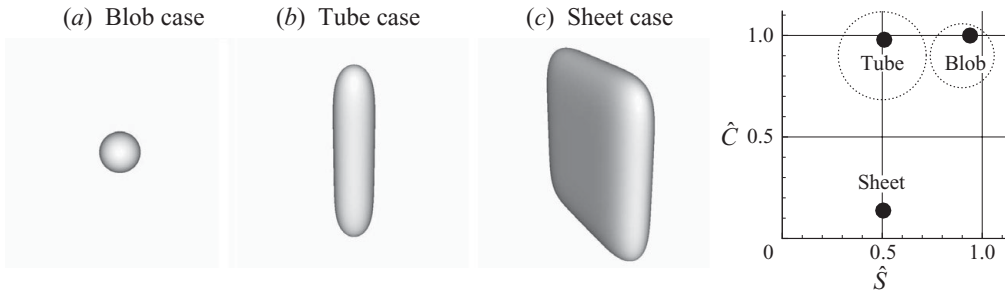 (a) Blob case
(b) Tube case
(c) Sheet case
1.0
Tube
Blob
Ĉ 0.5
Sheet
0
0.5
1.0
Ŝ